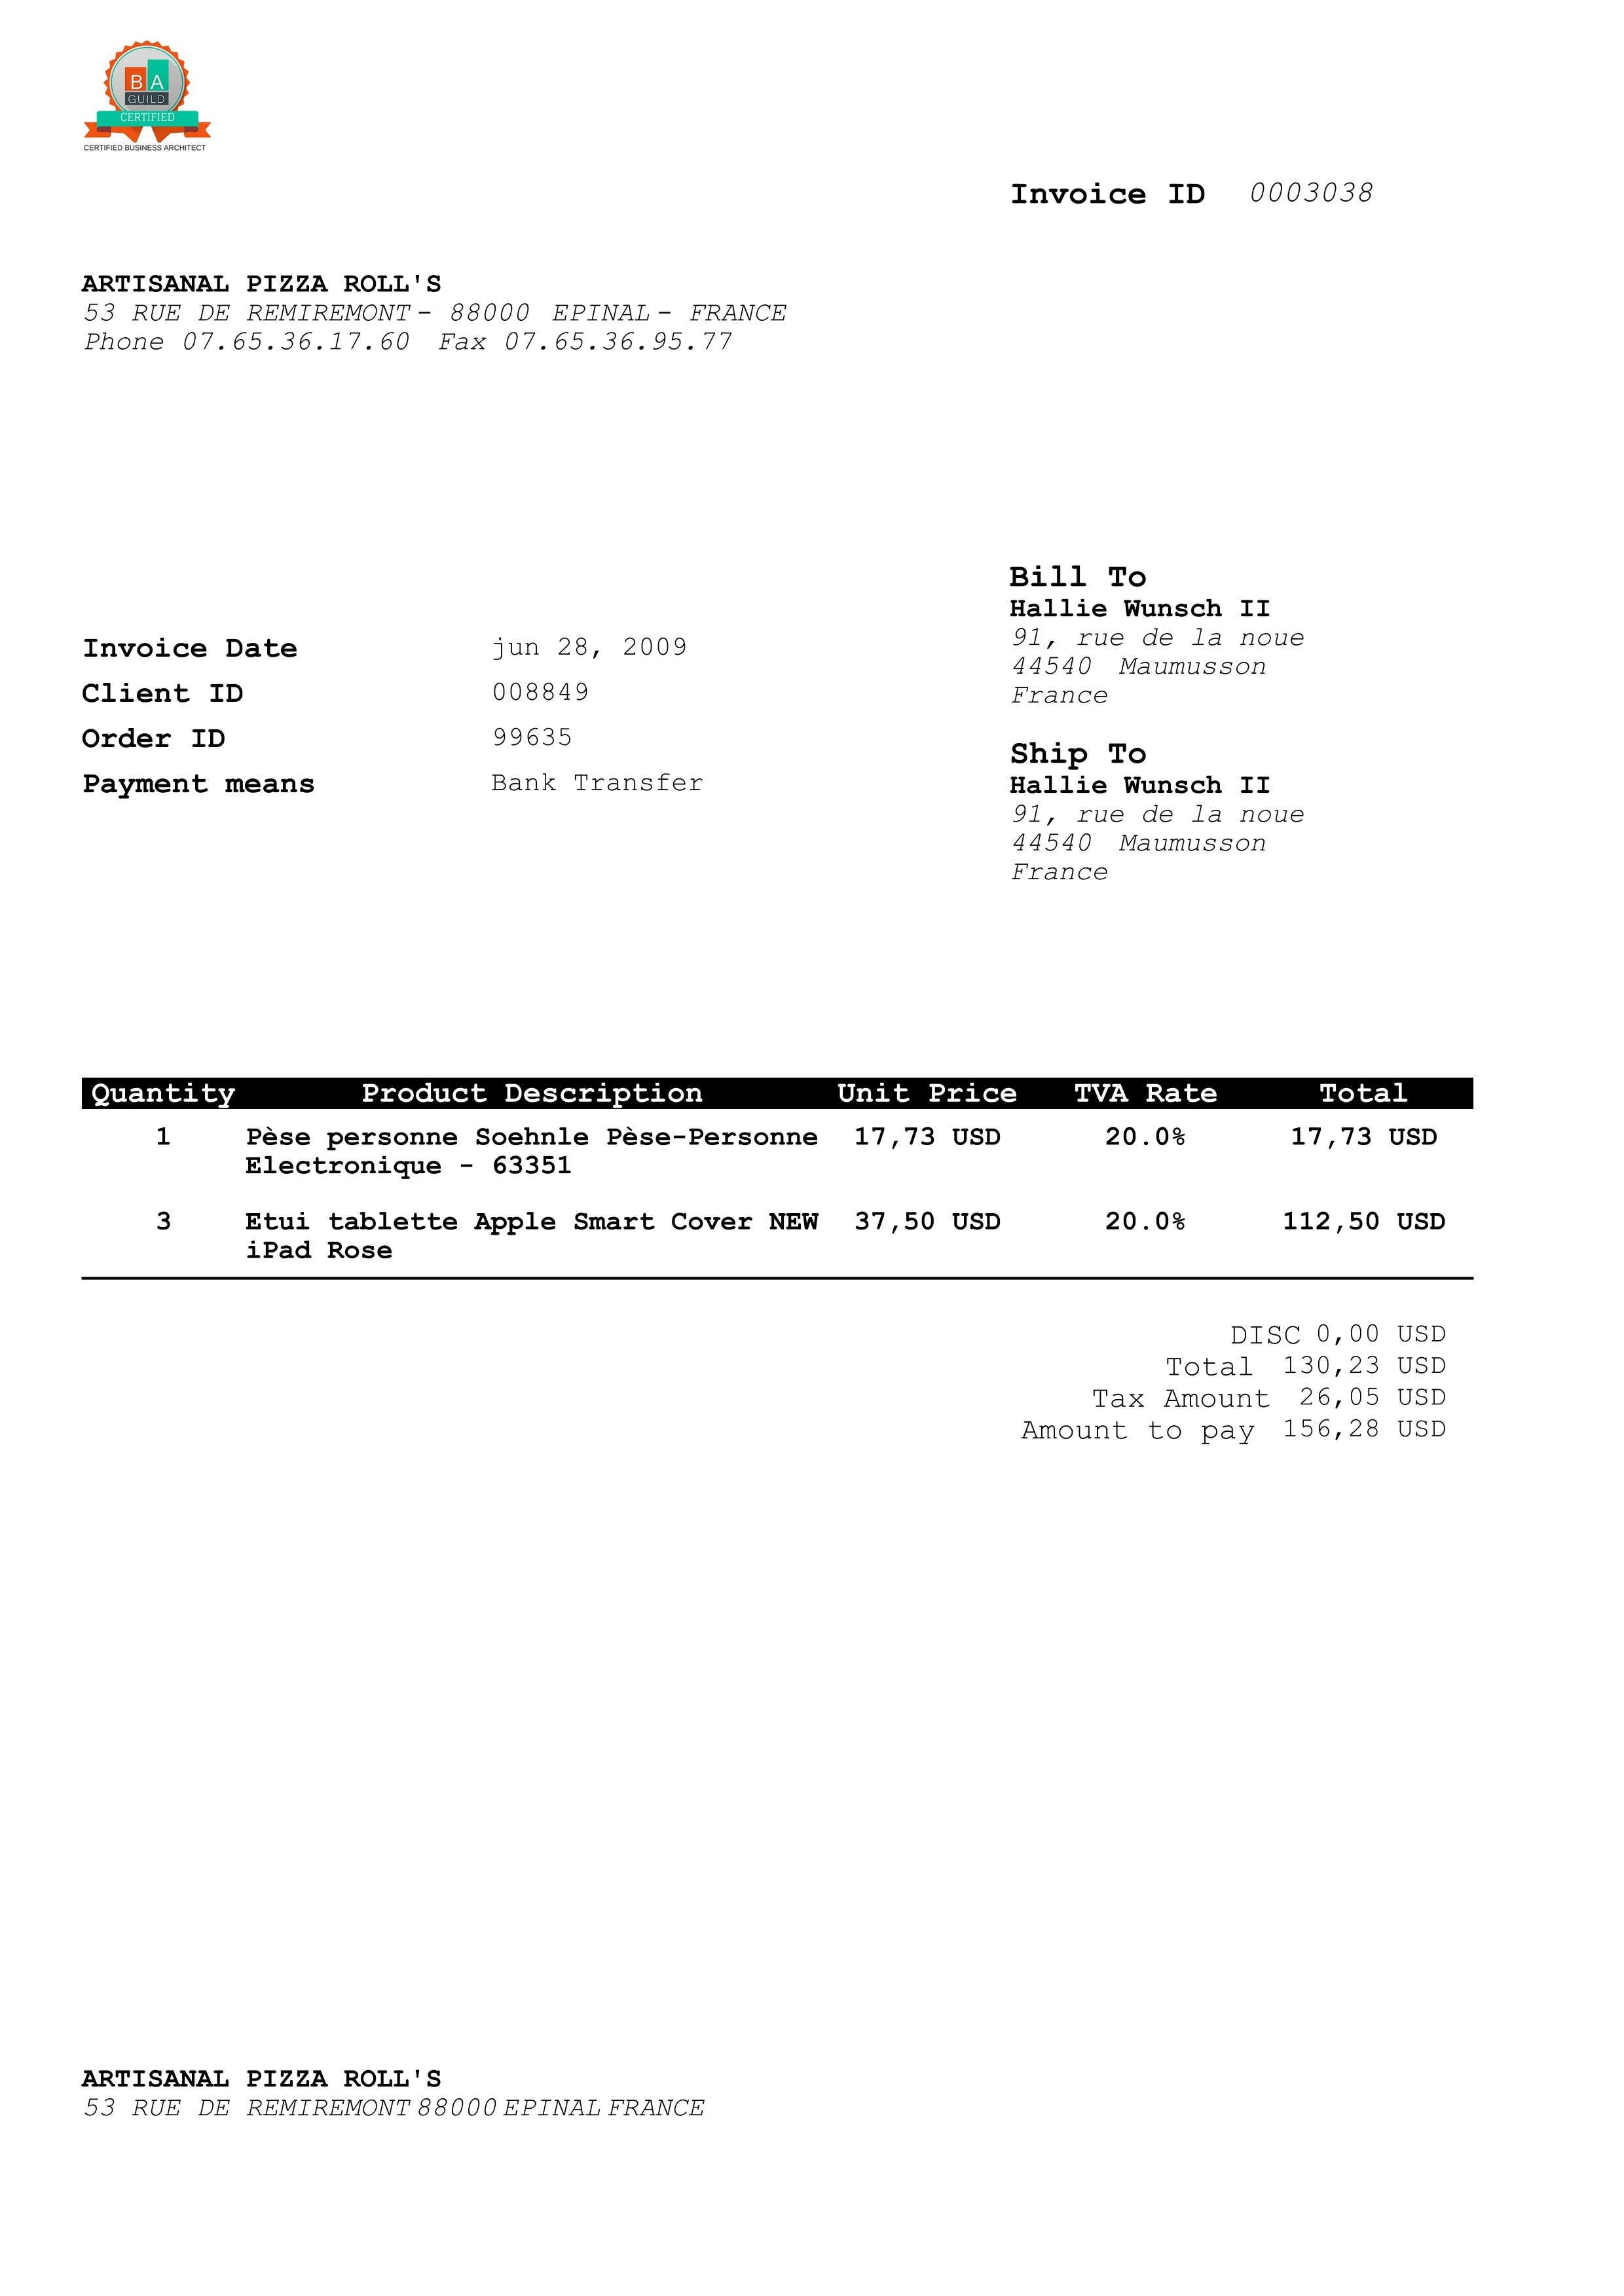 B A
GUILD
CERTIFIED
CERTIFIED BUSINESS ARCHITECT
Invoice ID 0003038
ARTISANAL PIZZA ROLL'S
53 RUE DE REMIREMONT - 88000 EPINAL - FRANCE
Phone 07.65.36.17.60 Fax 07.65.36.95.77
Bill To
Hallie Wunsch II
91, rue de la noue
44540 Maumusson
France
Invoice Date jun 28, 2009
Client ID 008849
Order ID 99635
Payment means Bank Transfer
Ship To
Hallie Wunsch II
91, rue de la noue
44540 Maumusson
France
Quantity Product Description Unit Price TVA Rate Total
1 Pèse personne Soehnle Pèse-Personne 17,73 USD 20.0% 17,73 USD
Electronique - 63351
3 Etui tablette Apple Smart Cover NEW 37,50 USD 20.0% 112,50 USD
iPad Rose
DISC 0,00 USD
Total 130,23 USD
Tax Amount 26,05 USD
Amount to pay 156,28 USD
ARTISANAL PIZZA ROLL'S
53 RUE DE REMIREMONT 88000 EPINAL FRANCE